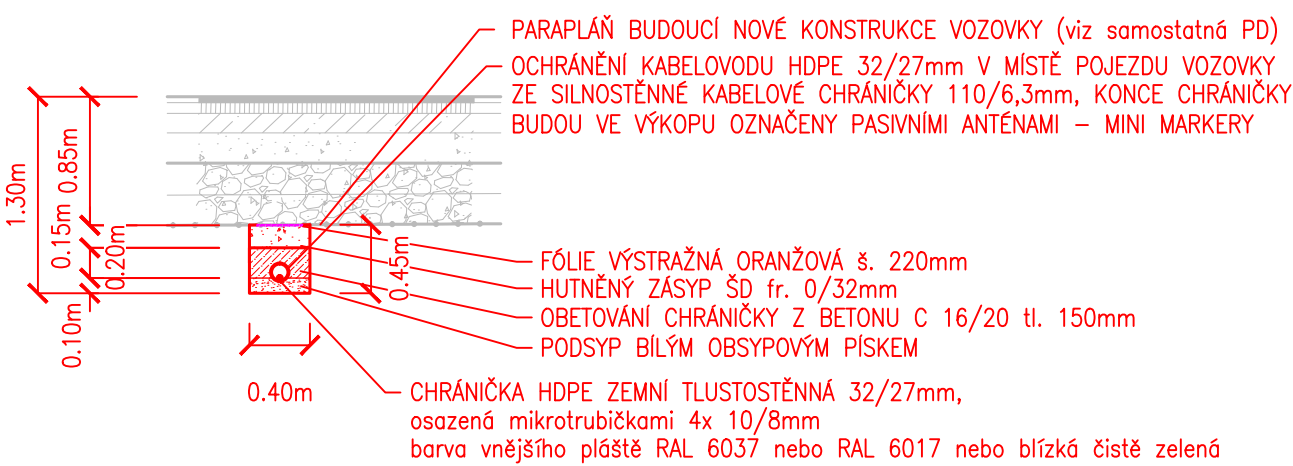 PARAPLÁŇ BUDOUCÍ NOVÉ KONSTRUKCE VOZOVKY (viz samostatná PD)
OCHRÁNĚNÍ KABELOVODU HDPE 32/27mm V MÍSTĚ POJEZDU VOZOVKY
ZE SILNOSTĚNNÉ KABELOVÉ CHRÁNIČKY 110/6,3mm, KONCE CHRÁNIČKY
BUDOU VE VÝKOPU OZNAČENY PASIVNÍMI ANTÉNAMI – MINI MARKERY
1.30m
0.85m
0.15m
0.20m
0.10m
0.45m
0.40m
FÓLIE VÝSTRAŽNÁ ORANŽOVÁ š. 220mm
HUTNĚNÝ ZÁSYP ŠD fr. 0/32mm
OBETOVÁNÍ CHRÁNIČKY Z BETONU C 16/20 tl. 150mm
PODSYP BÍLÝM OBSYPOVÝM PÍSKEM
CHRÁNIČKA HDPE ZEMNÍ TLUSTOSTĚNNÁ 32/27mm,
osazená mikrotrubičkami 4x 10/8mm
barva vnějšího pláště RAL 6037 nebo RAL 6017 nebo blízká čistě zelená